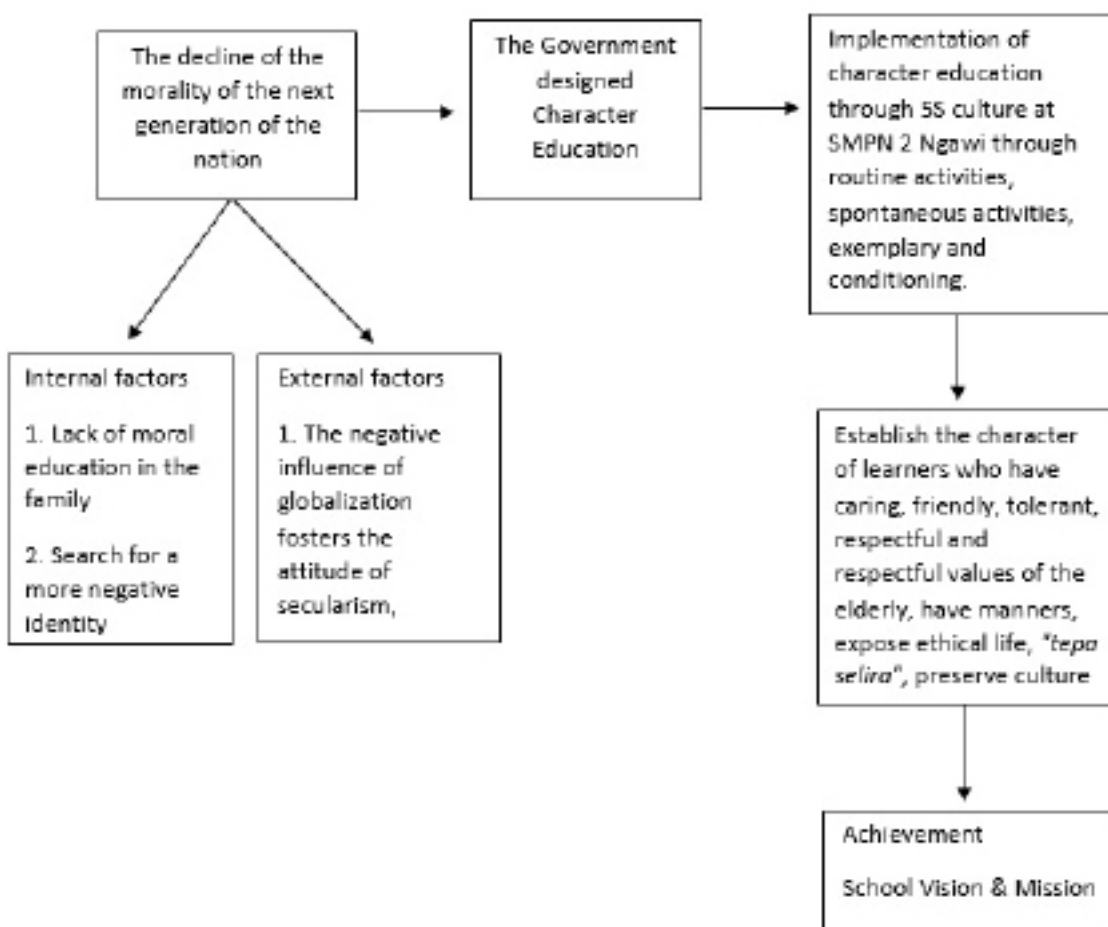 The decline of the
morality of the next
generation of the
nation
The Government
designed
Character
Education
Implementation of
character education
through 5S culture at
SMPN 2 Ngawi through
routine activities,
spontaneous activities,
exemplary and
conditioning.
Internal factors
1. Lack of moral
education in the
family
2. Search for a
more negative
identity
External factors
1. The negative
influence of
globalization
fosters the
attitude of
secularism,
Establish the character
of learners who have
caring, friendly, tolerant,
respectful and
respectful values of the
elderly, have manners,
expose ethical life, "tepa
selira", preserve culture
Achievement
School Vision & Mission